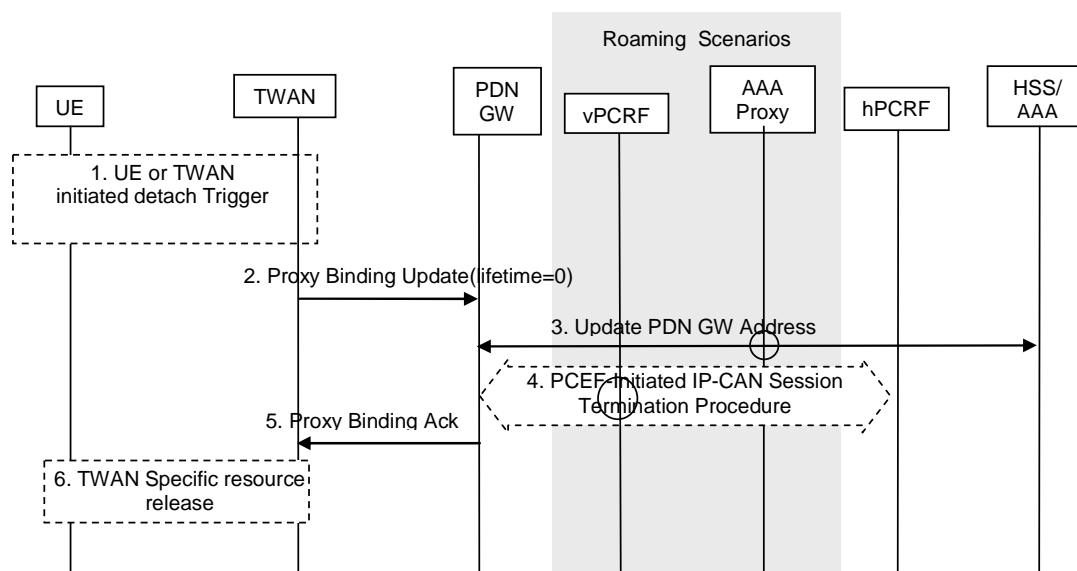 Roaming Scenarios
UE
TWAN
PDN
GW
vPCRF
AAA
Proxy
hPCRF
HSS/
AAA
1. UE or TWAN
initiated detach Trigger
2. Proxy Binding Update(lifetime=0)
3. Update PDN GW Address
4. PCEF-Initiated IP-CAN Session
Termination Procedure
5. Proxy Binding Ack
6. TWAN Specific resource
release